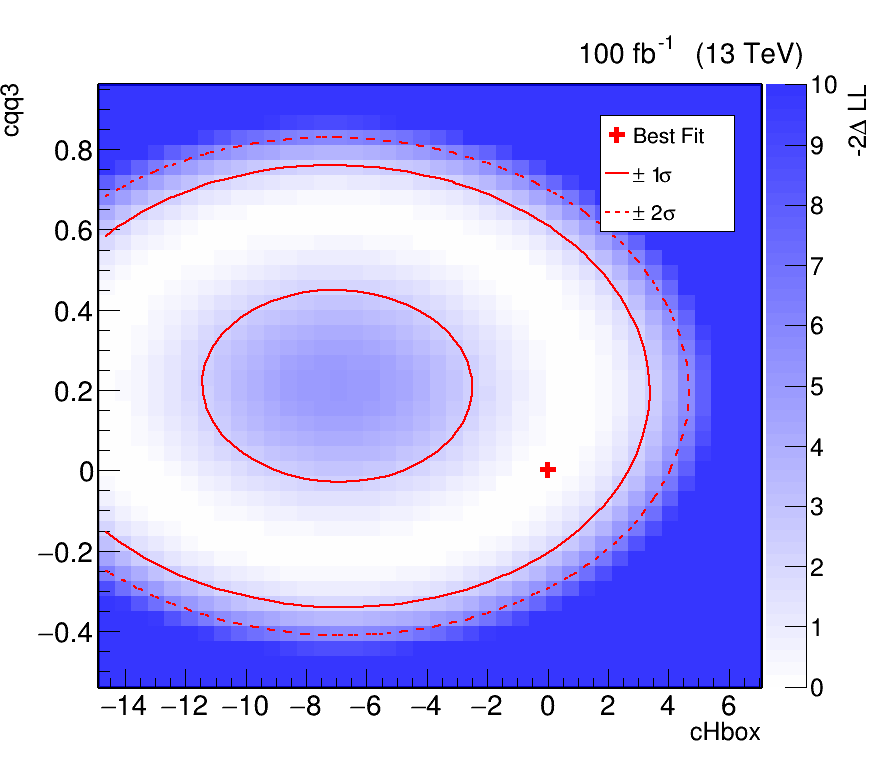 100 fb-1 (13 TeV)
cqq3
-2Δ LL
Best Fit
± 1σ
± 2σ
0.8
0.6
0.4
0.2
0
−0.2
−0.4
10
9
8
7
6
5
4
3
2
1
0
−14 −12 −10 −8 −6 −4 −2 0 2 4 6
cHbox